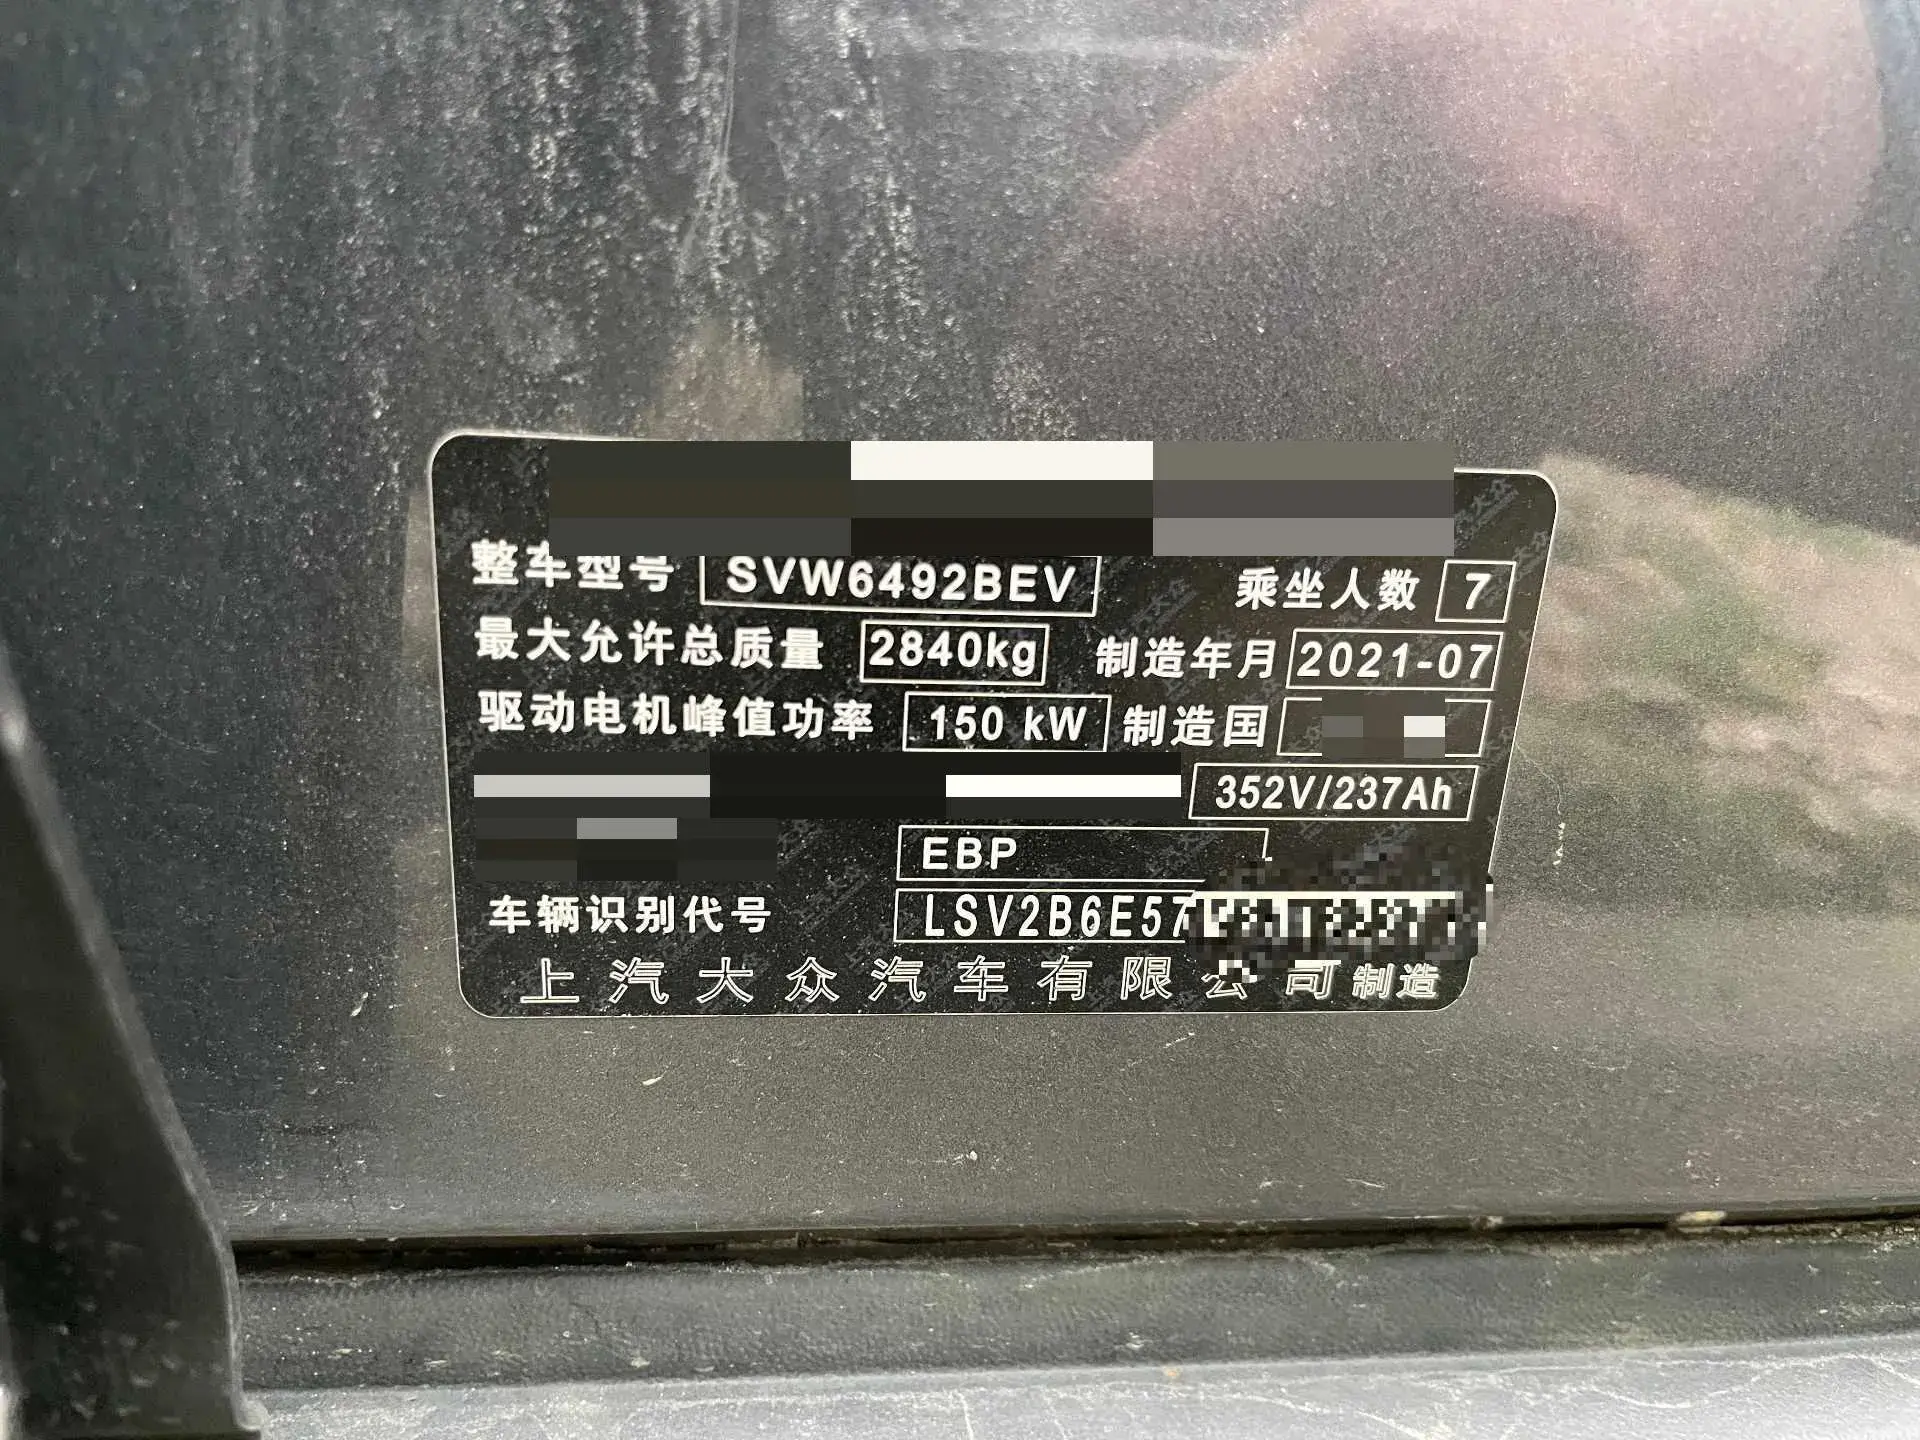 整车型号 SVW6492BEV 乘坐人数 7
最大允许总质量 2840kg 制造年月 2021-07
驱动电机峰值功率 150 kW 制造国
352V/237Ah
EBP
车辆识别代号 LSV2B6E57
上汽大众汽车有限公司制造